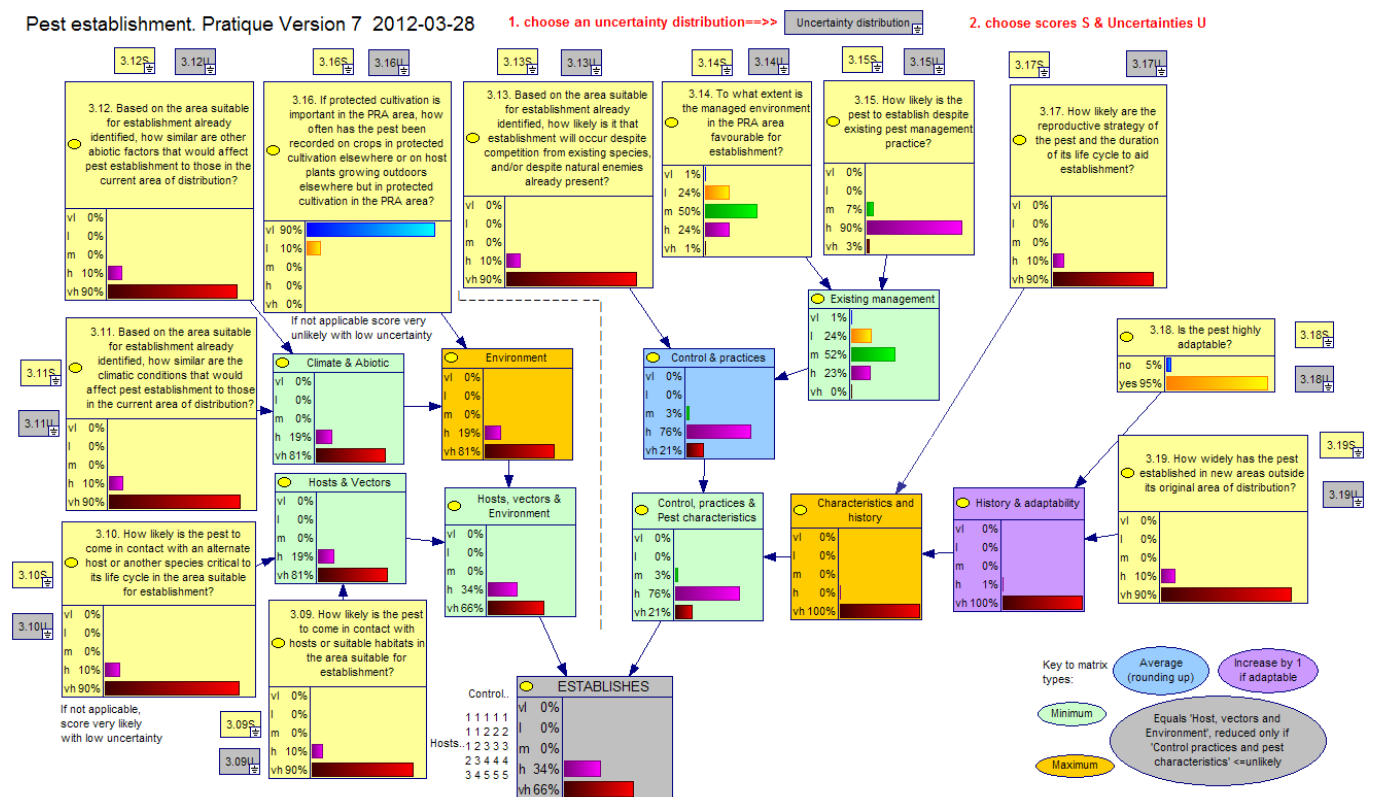 Pest establishment. Pratique Version 7 2012-03-28
1. choose an uncertainty distribution==>>
Uncertainty distribution
2. choose scores S & Uncertainties U
3.12S
3.12U
3.16S
3.16U
3.13S
3.13U
3.14S
3.14U
3.15S
3.15U
3.17S
3.17U
3.12. Based on the area suitable
for establishment already
identified, how similar are other
abiotic factors that would affect
pest establishment to those in the
current area of distribution?
vl 0%
l 0%
m 0%
h 10%
vh 90%
3.16. If protected cultivation is
important in the PRA area, how
often has the pest been
recorded on crops in protected
cultivation elsewhere or on host
plants growing outdoors
elsewhere but in protected
cultivation in the PRA area?
vl 90%
l 10%
m 0%
h 0%
vh 0%
If not applicable score very
unlikely with low uncertainty
3.13. Based on the area suitable
for establishment already
identified, how likely is it that
establishment will occur despite
competition from existing species,
and/or despite natural enemies
already present?
vl 0%
l 0%
m 0%
h 10%
vh 90%
3.14. To what extent is
the managed environment
in the PRA area
favourable for
establishment?
vl 1%
l 24%
m 50%
h 24%
vh 1%
3.15. How likely is the
pest to establish despite
existing pest management
practice?
vl 0%
l 0%
m 7%
h 90%
vh 3%
3.17. How likely are the
reproductive strategy of
the pest and the duration
of its life cycle to aid
establishment?
vl 0%
l 0%
m 0%
h 10%
vh 90%
Existing management
vl 1%
l 24%
m 52%
h 23%
vh 0%
3.11S
3.11U
3.11. Based on the area suitable
for establishment already
identified, how similar are the
climatic conditions that would
affect pest establishment to those
in the current area of distribution?
vl 0%
l 0%
m 0%
h 10%
vh 90%
Climate & Abiotic
vl 0%
l 0%
m 0%
h 19%
vh 81%
Environment
vl 0%
l 0%
m 0%
h 19%
vh 81%
Control & practices
vl 0%
l 0%
m 3%
h 76%
vh 21%
3.18. Is the pest highly
adaptable?
no 5%
yes 95%
3.18S
3.18U
3.10S
3.10U
3.10. How likely is the pest to
come in contact with an alternate
host or another species critical to
its life cycle in the area suitable
for establishment?
vl 0%
l 0%
m 0%
h 10%
vh 90%
If not applicable,
score very likely
with low uncertainty
Hosts & Vectors
vl 0%
l 0%
m 0%
h 19%
vh 81%
Hosts, vectors &
Environment
vl 0%
l 0%
m 0%
h 34%
vh 66%
Control, practices &
Pest characteristics
vl 0%
l 0%
m 3%
h 76%
vh 21%
Characteristics and
history
vl 0%
l 0%
m 0%
h 0%
vh 100%
History & adaptability
vl 0%
l 0%
m 0%
h 1%
vh 100%
3.19. How widely has the pest
established in new areas outside
its original area of distribution?
vl 0%
l 0%
m 0%
h 10%
vh 90%
3.19S
3.19U
3.09S
3.09U
3.09. How likely is the pest
to come in contact with
hosts or suitable habitats in
the area suitable for
establishment?
vl 0%
l 0%
m 0%
h 10%
vh 90%
Control..
Hosts..
1 1 1 1 1
1 1 2 2 2
1 2 3 3 3
2 3 4 4 4
3 4 5 5 5
ESTABLISHES
vl 0%
l 0%
m 0%
h 34%
vh 66%
Key to matrix
types:
Average
(rounding up)
Increase by 1
if adaptable
Minimum
Maximum
Equals 'Host, vectors and
Environment', reduced only if
'Control practices and pest
characteristics' <=unlikely